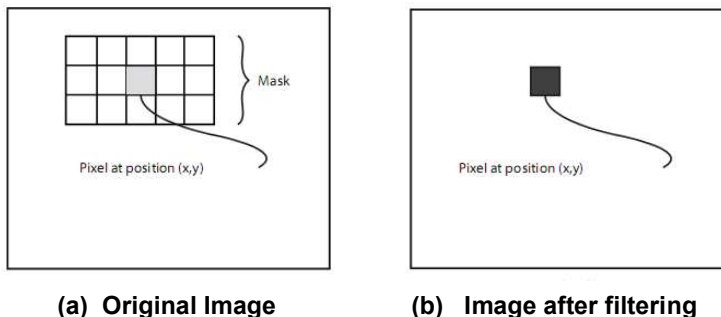 Mask
Pixel at position (x,y)
Pixel at position (x,y)
(a) Original Image
(b) Image after filtering